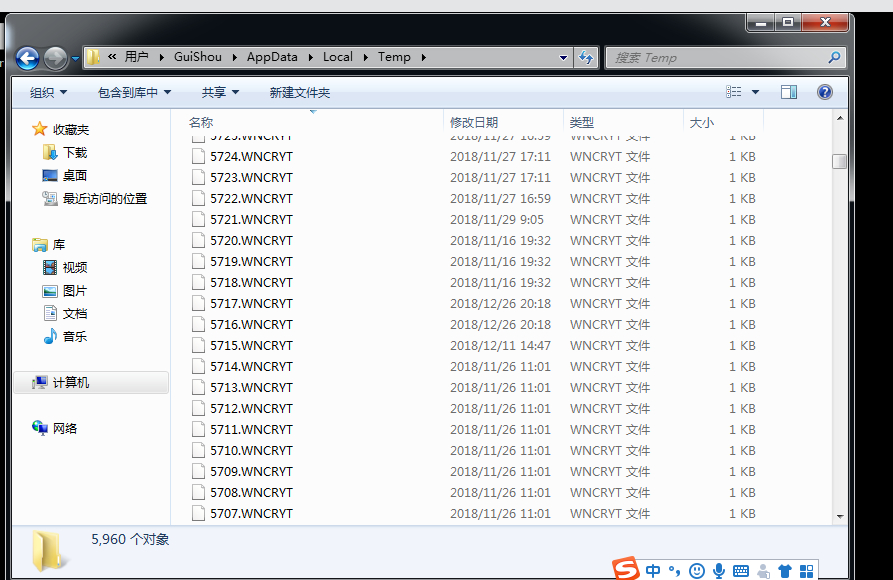 « 用户 ▸ GuiShou ▸ AppData ▸ Local ▸ Temp ▸
搜索 Temp
组织 包含到库中 共享 新建文件夹
收藏夹
下载
桌面
最近访问的位置
库
视频
图片
文档
音乐
计算机
网络
名称 修改日期 类型 大小
5725.WNCRYT 2018/11/27 16:59 WNCRYT 文件 1 KB
5724.WNCRYT 2018/11/27 17:11 WNCRYT 文件 1 KB
5723.WNCRYT 2018/11/27 17:11 WNCRYT 文件 1 KB
5722.WNCRYT 2018/11/27 16:59 WNCRYT 文件 1 KB
5721.WNCRYT 2018/11/29 9:05 WNCRYT 文件 1 KB
5720.WNCRYT 2018/11/16 19:32 WNCRYT 文件 1 KB
5719.WNCRYT 2018/11/16 19:32 WNCRYT 文件 1 KB
5718.WNCRYT 2018/11/16 19:32 WNCRYT 文件 1 KB
5717.WNCRYT 2018/12/26 20:18 WNCRYT 文件 1 KB
5716.WNCRYT 2018/12/26 20:18 WNCRYT 文件 1 KB
5715.WNCRYT 2018/12/11 14:47 WNCRYT 文件 1 KB
5714.WNCRYT 2018/11/26 11:01 WNCRYT 文件 1 KB
5713.WNCRYT 2018/11/26 11:01 WNCRYT 文件 1 KB
5712.WNCRYT 2018/11/26 11:01 WNCRYT 文件 1 KB
5711.WNCRYT 2018/11/26 11:01 WNCRYT 文件 1 KB
5710.WNCRYT 2018/11/26 11:01 WNCRYT 文件 1 KB
5709.WNCRYT 2018/11/26 11:01 WNCRYT 文件 1 KB
5708.WNCRYT 2018/11/26 11:01 WNCRYT 文件 1 KB
5707.WNCRYT 2018/11/26 11:01 WNCRYT 文件 1 KB
5,960 个对象
S 中